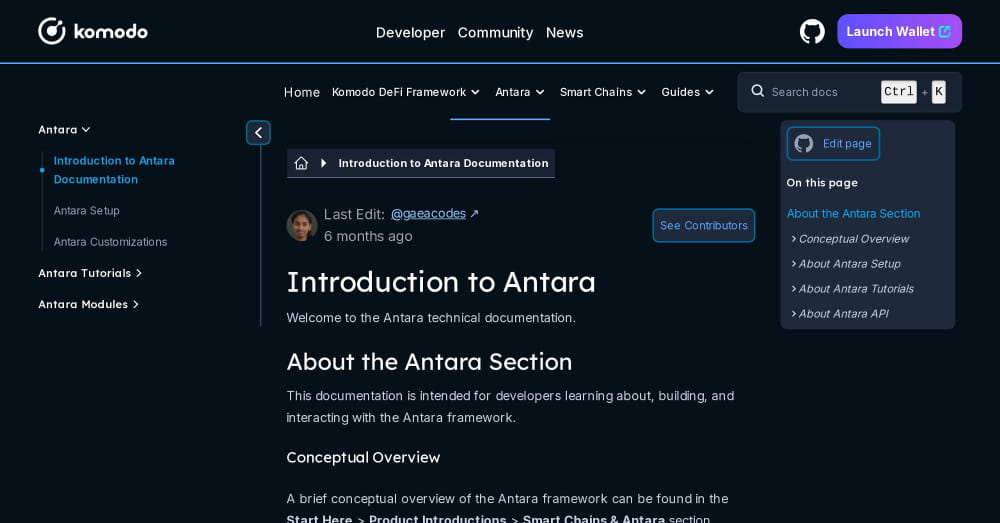 komodo
Developer Community News
Launch Wallet
Home Komodo DeFi Framework Antara Smart Chains Guides
Search docs Ctrl + K
Antara
Introduction to Antara
Documentation
Antara Setup
Antara Customizations
Antara Tutorials
Antara Modules
Introduction to Antara Documentation
Last Edit: @gaeacodes ↗
6 months ago
See Contributors
Introduction to Antara
Welcome to the Antara technical documentation.
About the Antara Section
This documentation is intended for developers learning about, building, and
interacting with the Antara framework.
Conceptual Overview
A brief conceptual overview of the Antara framework can be found in the
Start Here > Product Introductions > Smart Chains & Antara section
Edit page
On this page
About the Antara Section
Conceptual Overview
About Antara Setup
About Antara Tutorials
About Antara API